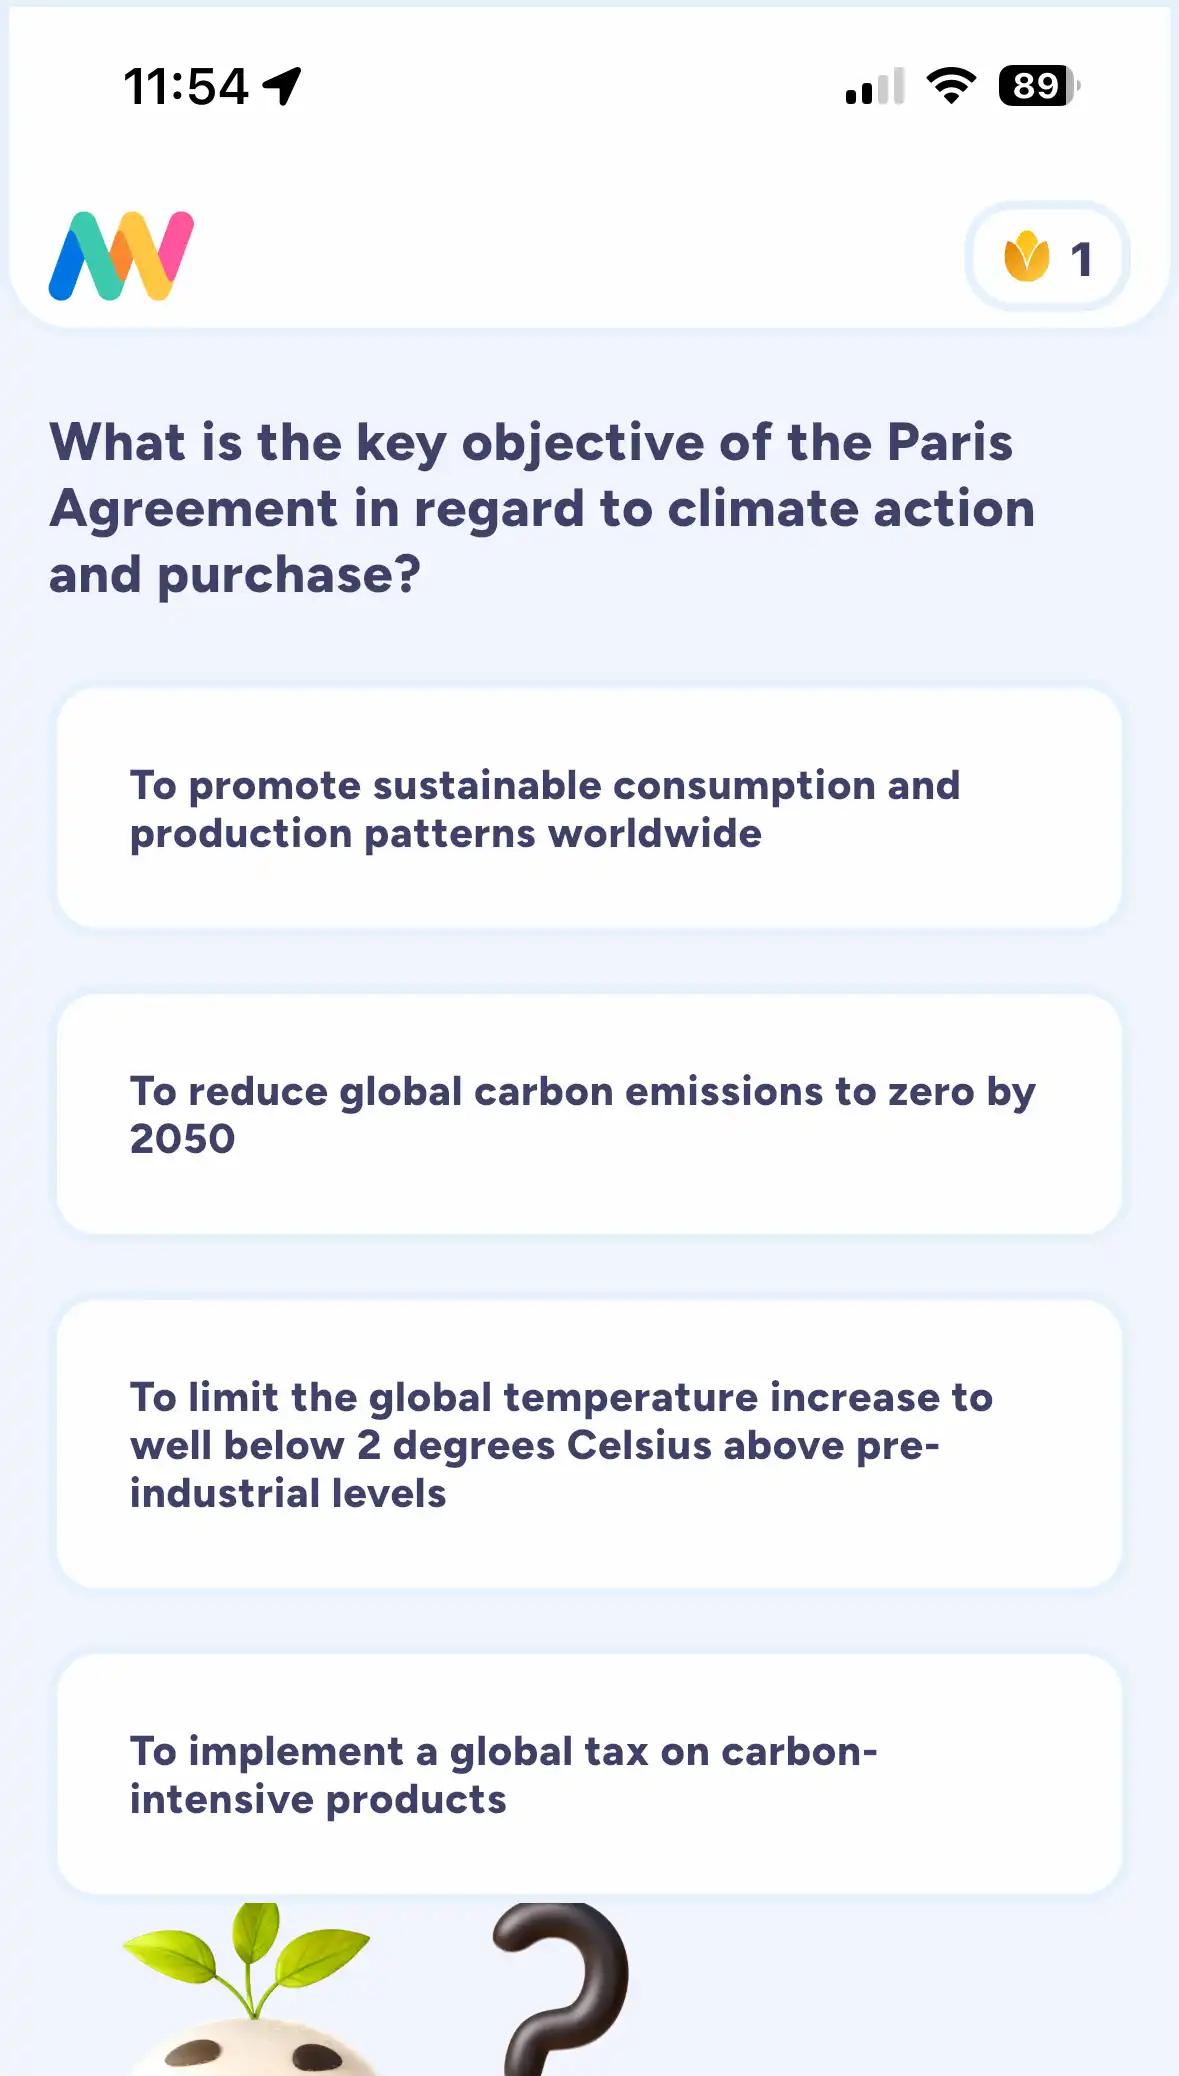 11:54
89
1
What is the key objective of the Paris
Agreement in regard to climate action
and purchase?
To promote sustainable consumption and
production patterns worldwide
To reduce global carbon emissions to zero by
2050
To limit the global temperature increase to
well below 2 degrees Celsius above pre-
industrial levels
To implement a global tax on carbon-
intensive products
?